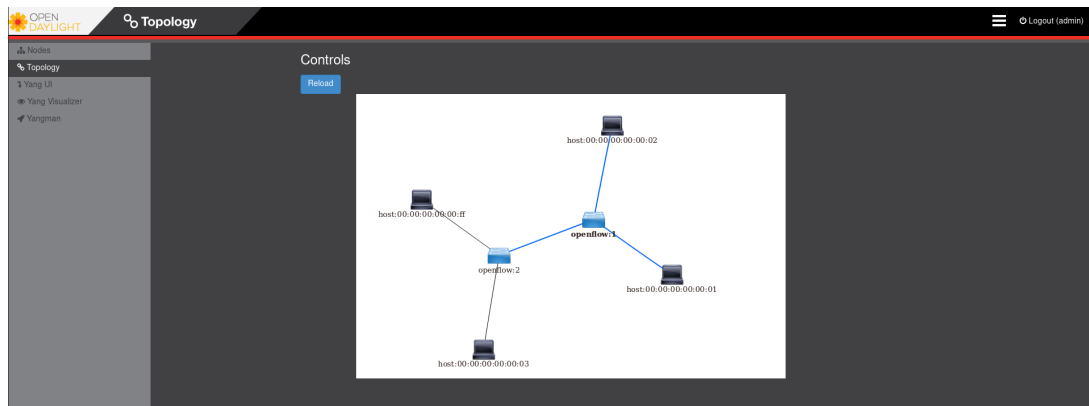 OPEN
DAYLIGHT
Topology
Logout (admin)
Nodes
Topology
Yang UI
Yang Visualizer
Yangman
Controls
Reload
host:00:00:00:00:00:02
host:00:00:00:00:00:ff
openflow:1
openflow:2
host:00:00:00:00:00:01
host:00:00:00:00:00:03